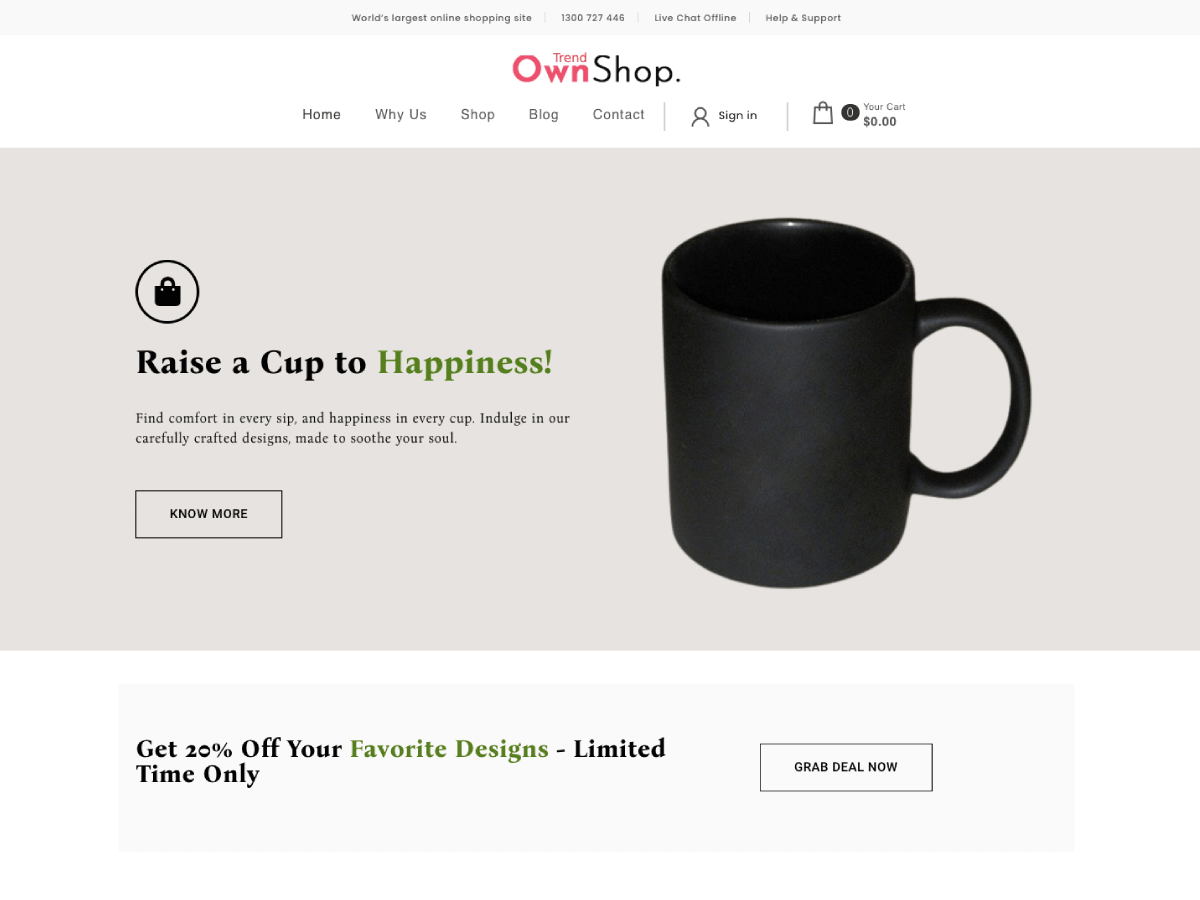 World's largest online shopping site
1300 727 446
Live Chat Offline
Help & Support
Trend
OwnShop.
Home
Why Us
Shop
Blog
Contact
Sign in
0
Your Cart
$0.00
Raise a Cup to Happiness!
Find comfort in every sip, and happiness in every cup. Indulge in our
carefully crafted designs, made to soothe your soul.
KNOW MORE
Get 20% Off Your Favorite Designs - Limited
Time Only
GRAB DEAL NOW